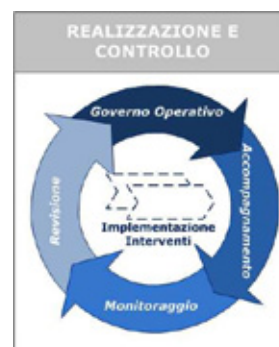 REALIZZAZIONE E
CONTROLLO
Governo Operativo
Accompagnamento
Implementazione
Interventi
Monitoraggio
Revisione